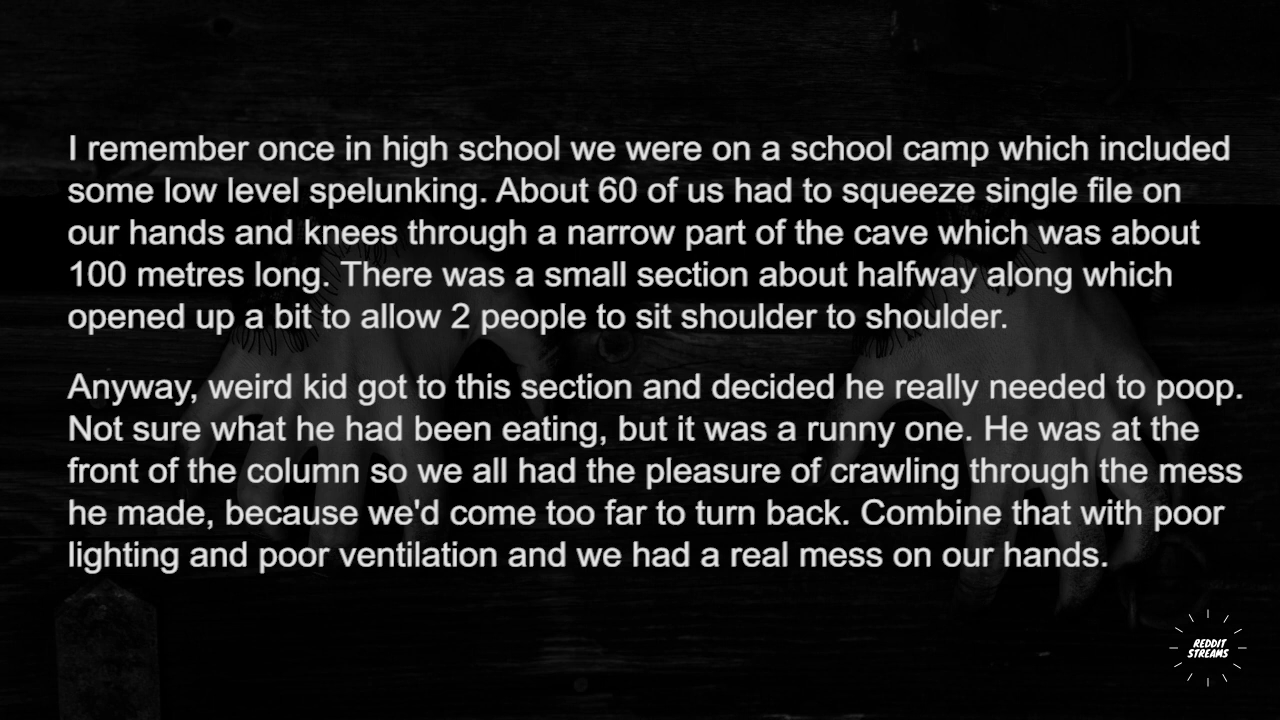 I remember once in high school we were on a school camp which included
some low level spelunking. About 60 of us had to squeeze single file on
our hands and knees through a narrow part of the cave which was about
100 metres long. There was a small section about halfway along which
opened up a bit to allow 2 people to sit shoulder to shoulder.
Anyway, weird kid got to this section and decided he really needed to poop.
Not sure what he had been eating, but it was a runny one. He was at the
front of the column so we all had the pleasure of crawling through the mess
he made, because we'd come too far to turn back. Combine that with poor
lighting and poor ventilation and we had a real mess on our hands.
REDDIT
STREAMS